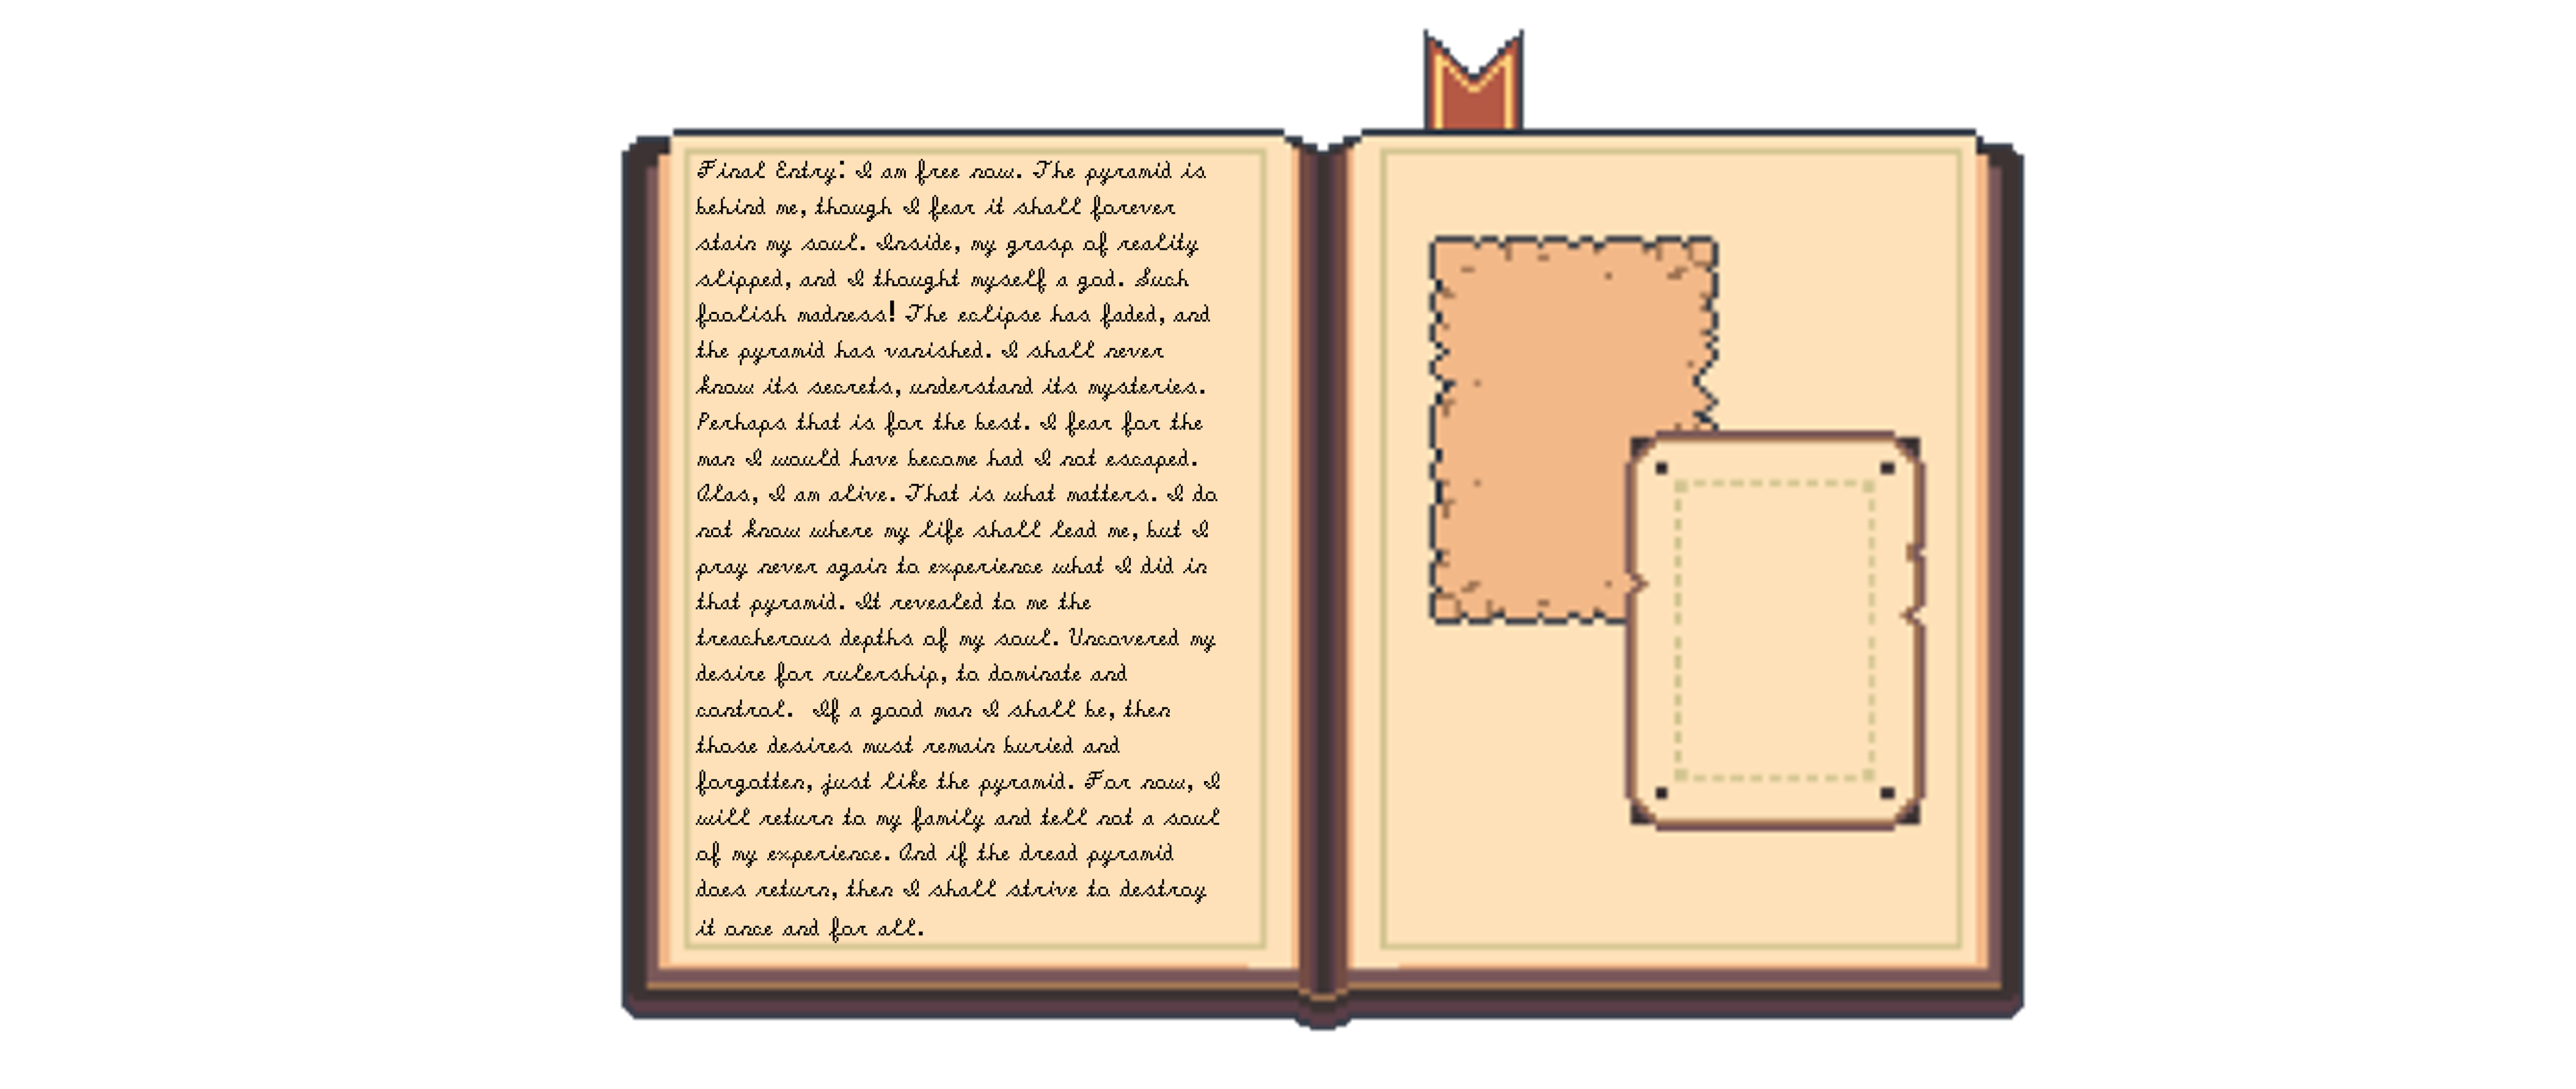 Final Entry: I am free now. The pyramid is
behind me, though I fear it shall forever
stain my soul. Inside, my grasp of reality
slipped, and I thought myself a god. Such
foolish madness! The eclipse has faded, and
the pyramid has vanished. I shall never
know its secrets, understand its mysteries.
Perhaps that is for the best. I fear for the
man I would have become had I not escaped.
Alas, I am alive. That is what matters. I do
not know where my life shall lead me, but I
pray never again to experience what I did in
that pyramid. It revealed to me the
treacherous depths of my soul. Uncovered my
desire for rulership, to dominate and
control.  If a good man I shall be, then
those desires must remain buried and
forgotten, just like the pyramid. For now, I
will return to my family and tell not a soul
of my experience. And if the dread pyramid
does return, then I shall strive to destroy
it once and for all.